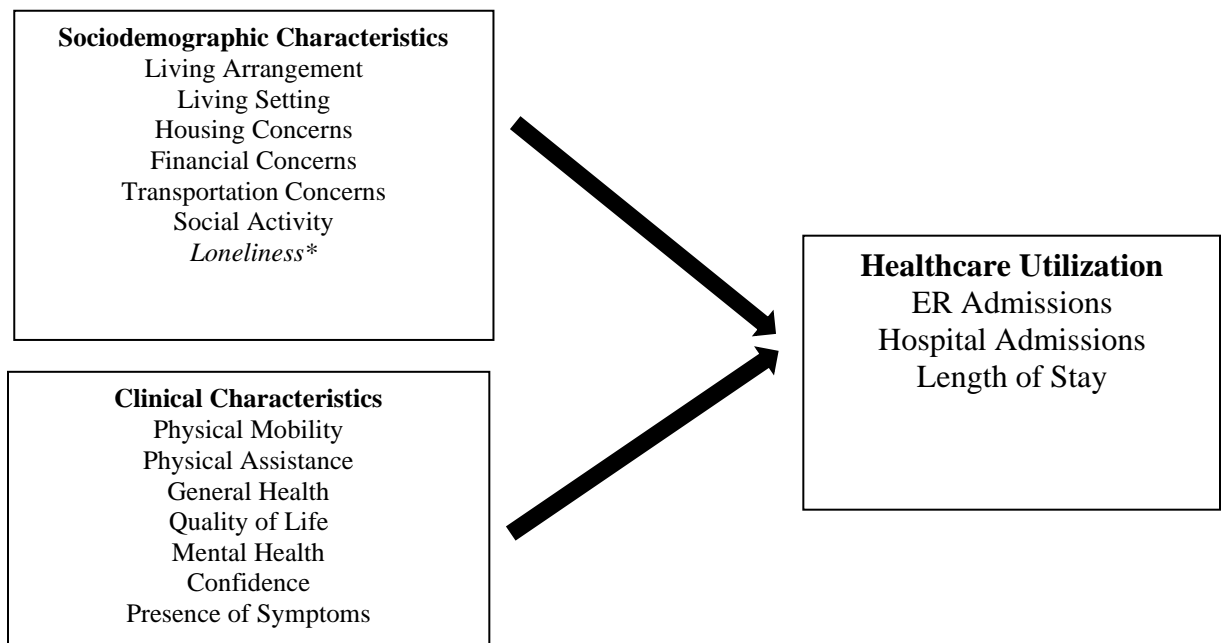 Sociodemographic Characteristics
Living Arrangement
Living Setting
Housing Concerns
Financial Concerns
Transportation Concerns
Social Activity
Loneliness*
Clinical Characteristics
Physical Mobility
Physical Assistance
General Health
Quality of Life
Mental Health
Confidence
Presence of Symptoms
Healthcare Utilization
ER Admissions
Hospital Admissions
Length of Stay